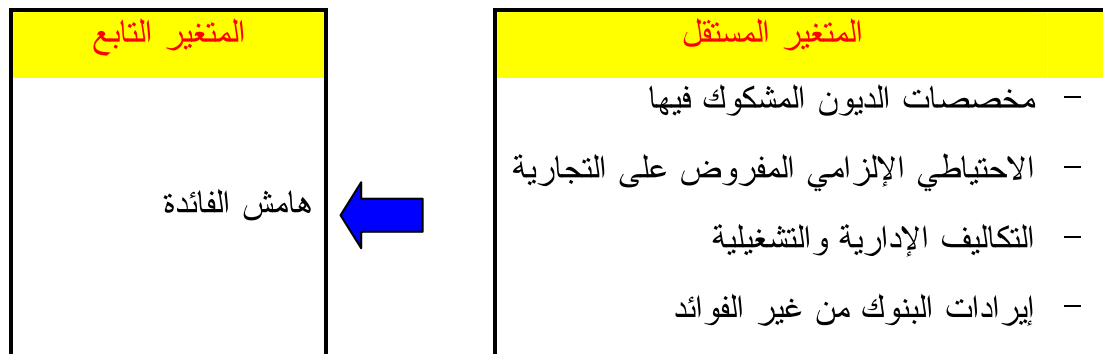 المتغير المستقل
- مخصصات الديون المشكوك فيها
- الاحتياطي الإلزامي المفروض على التجارية
- التكاليف الإدارية والتشغيلية
- إيرادات البنوك من غير الفوائد
المتغير التابع
هامش الفائدة